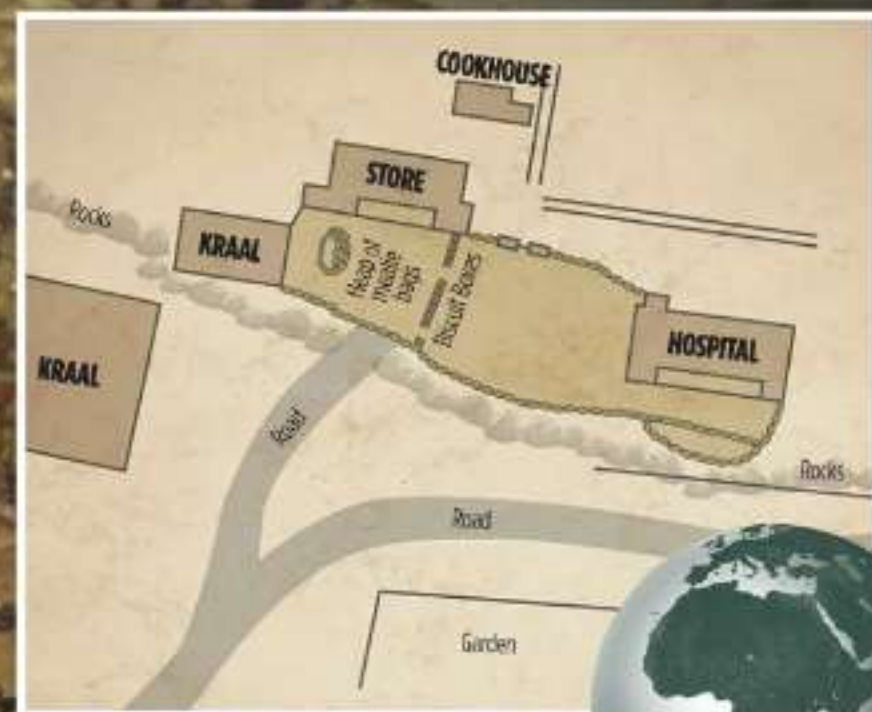 COOKHOUSE
STORE
Rocks
KRAAL
Heap of
mealie
bags
Biscuit Boxes
HOSPITAL
KRAAL
Road
Rocks
Road
Garden